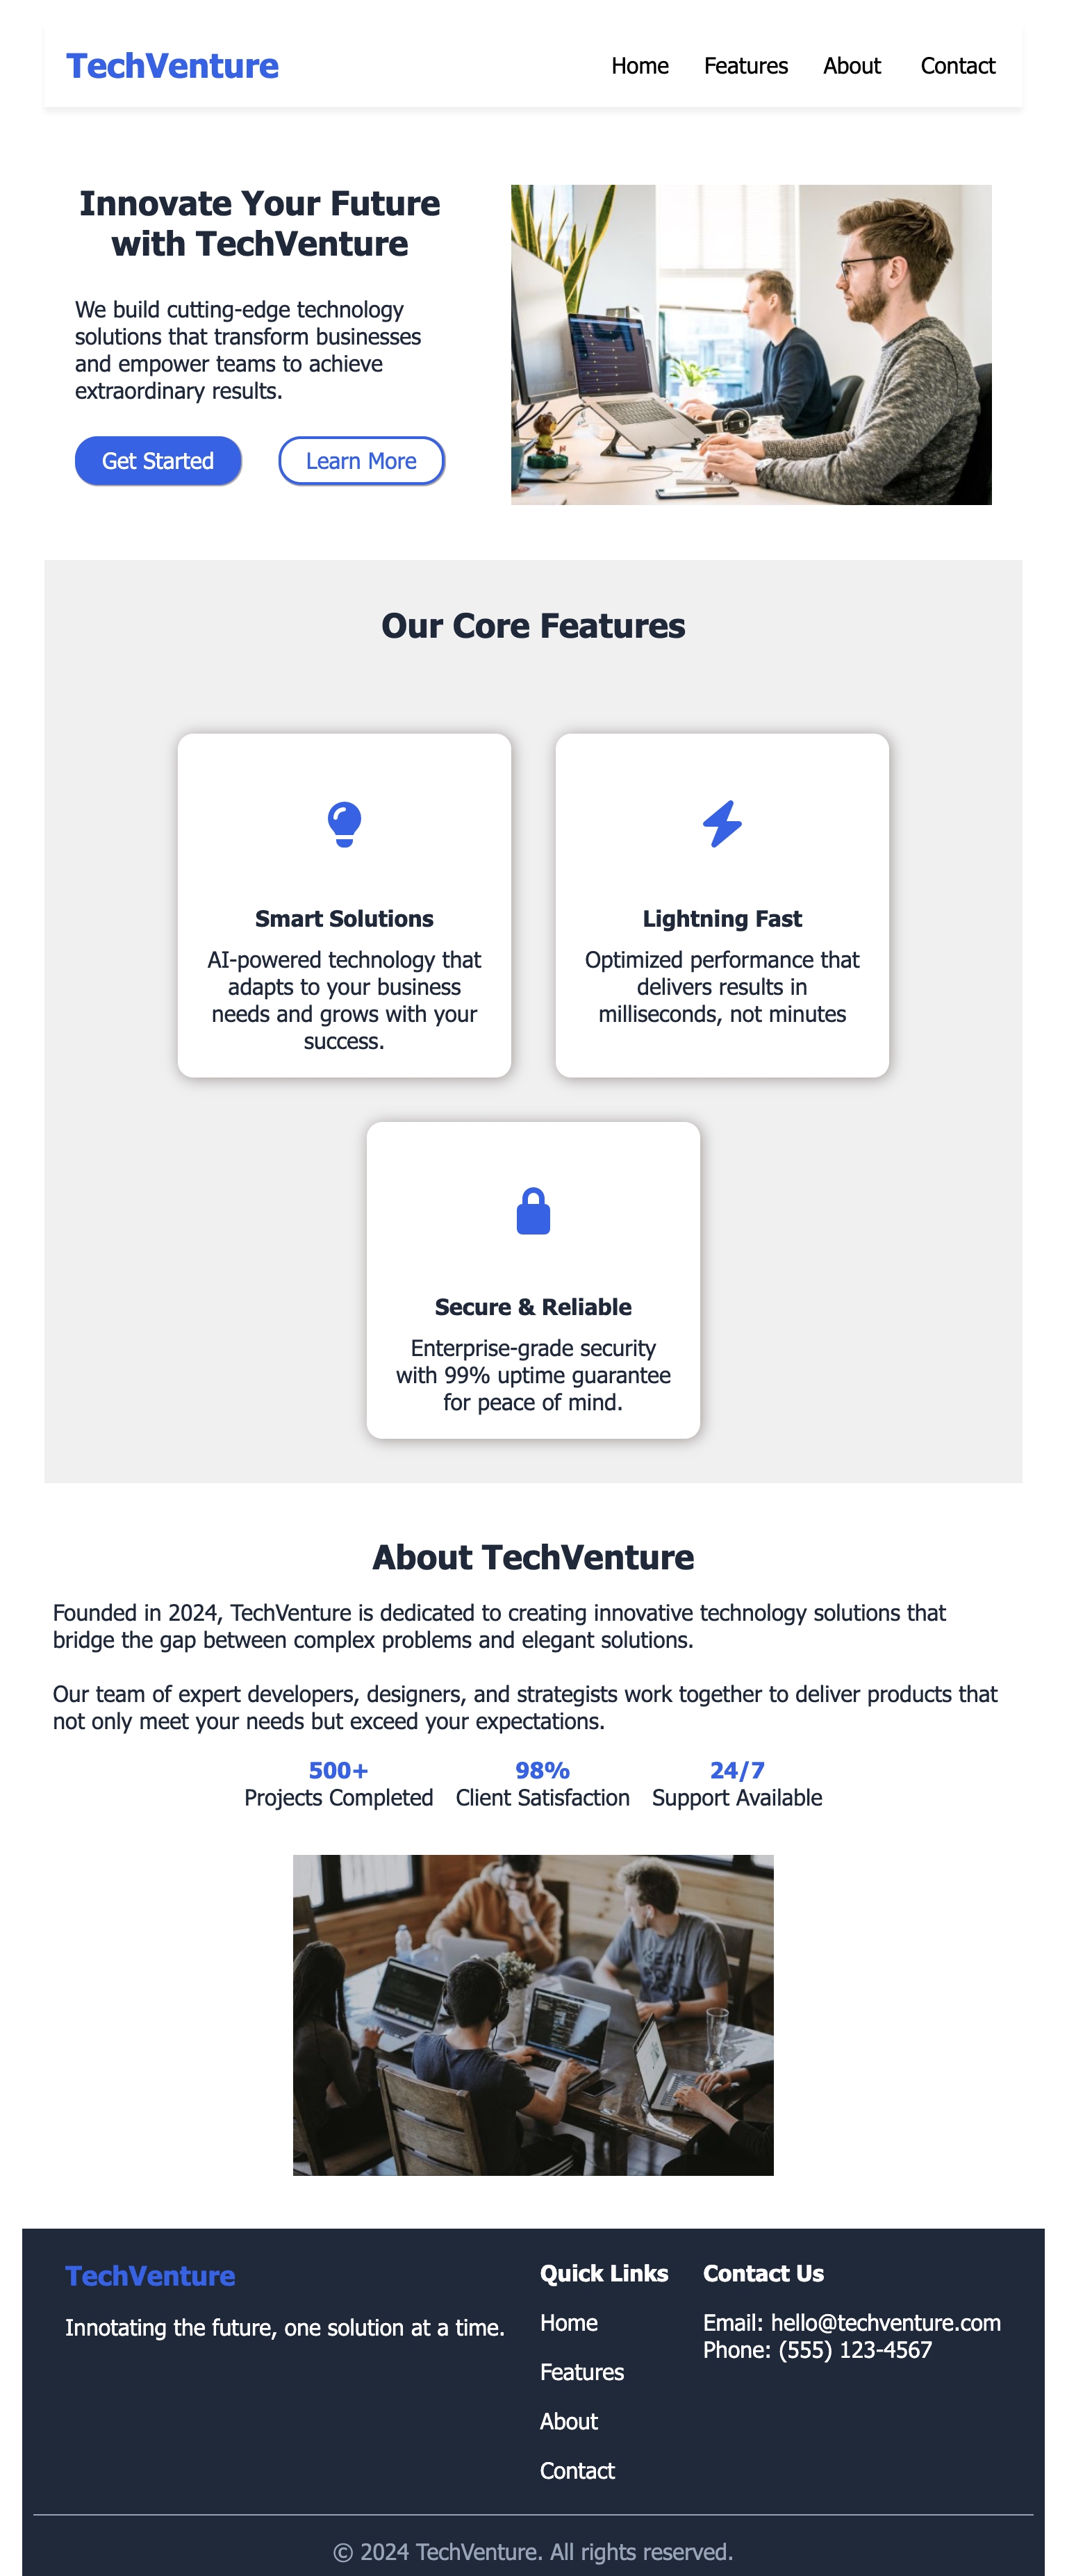 TechVenture
Home Features About Contact
Innovate Your Future
with TechVenture
We build cutting-edge technology
solutions that transform businesses
and empower teams to achieve
extraordinary results.
Get Started Learn More
Our Core Features
Smart Solutions
AI-powered technology that
adapts to your business
needs and grows with your
success.
Lightning Fast
Optimized performance that
delivers results in
milliseconds, not minutes
Secure & Reliable
Enterprise-grade security
with 99% uptime guarantee
for peace of mind.
About TechVenture
Founded in 2024, TechVenture is dedicated to creating innovative technology solutions that
bridge the gap between complex problems and elegant solutions.
Our team of expert developers, designers, and strategists work together to deliver products that
not only meet your needs but exceed your expectations.
500+
Projects Completed
98%
Client Satisfaction
24/7
Support Available
TechVenture
Innotating the future, one solution at a time.
Quick Links
Home
Features
About
Contact
Contact Us
Email: hello@techventure.com
Phone: (555) 123-4567
© 2024 TechVenture. All rights reserved.